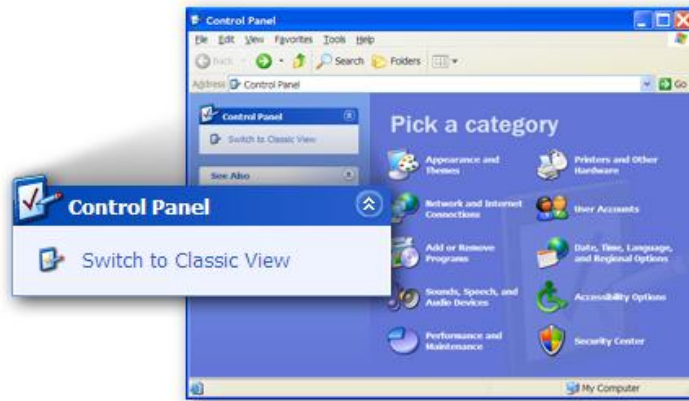 Control Panel
File Edit View Favorites Tools Help
Back Search Folders
Address Control Panel Go
Control Panel
Switch to Classic View
See Also
Control Panel
Switch to Classic View
Pick a category
Appearance and
Themes
Printers and Other
Hardware
Network and Internet
Connections
User Accounts
Add or Remove
Programs
Date, Time, Language,
and Regional Options
Sounds, Speech, and
Audio Devices
Accessibility Options
Performance and
Maintenance
Security Center
My Computer